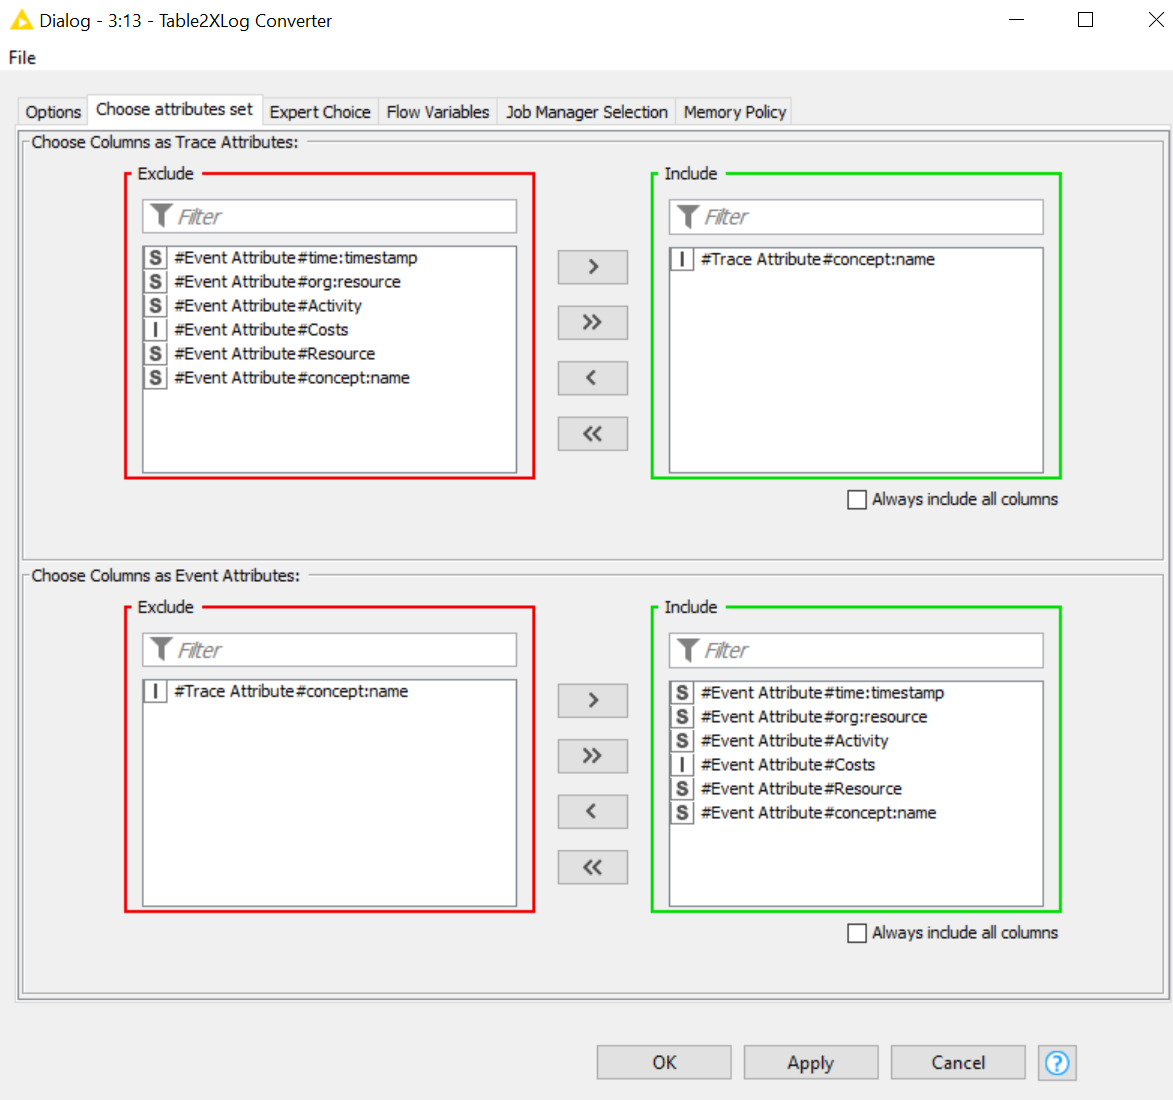 Dialog - 3:13 - Table2XLog Converter
File
Options Choose attributes set Expert Choice Flow Variables Job Manager Selection Memory Policy
Choose Columns as Trace Attributes:
Exclude
Filter
S #Event Attribute#time:timestamp
S #Event Attribute#org:resource
S #Event Attribute#Activity
I #Event Attribute#Costs
S #Event Attribute#Resource
S #Event Attribute#concept:name
>
>>
<
<<
Include
Filter
I #Trace Attribute#concept:name
Always include all columns
Choose Columns as Event Attributes:
Exclude
Filter
I #Trace Attribute#concept:name
>
>>
<
<<
Include
Filter
S #Event Attribute#time:timestamp
S #Event Attribute#org:resource
S #Event Attribute#Activity
I #Event Attribute#Costs
S #Event Attribute#Resource
S #Event Attribute#concept:name
Always include all columns
OK Apply Cancel ?